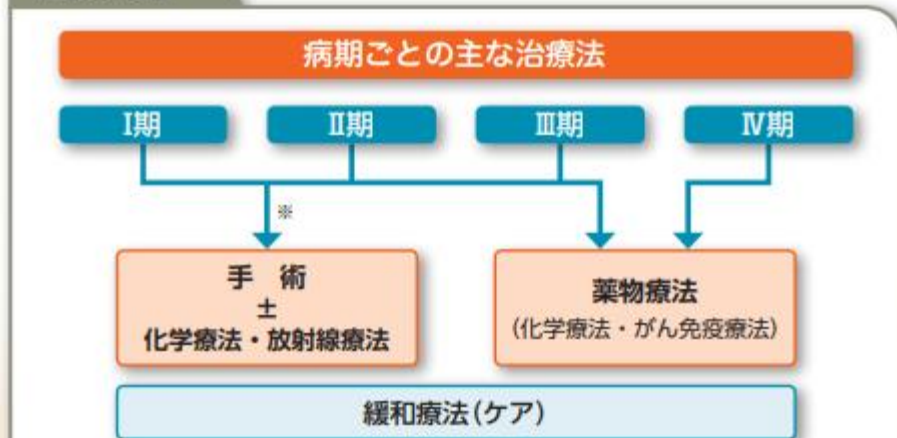 病期ごとの主な治療法
Ⅰ期
Ⅱ期
Ⅲ期
Ⅳ期
※
手 術
±
化学療法・放射線療法
薬物療法
(化学療法・がん免疫療法)
緩和療法(ケア)